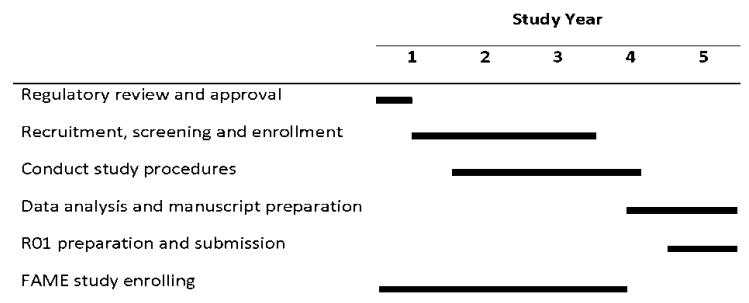 Study Year
1 2 3 4 5
Regulatory review and approval
Recruitment, screening and enrollment
Conduct study procedures
Data analysis and manuscript preparation
R01 preparation and submission
FAME study enrolling